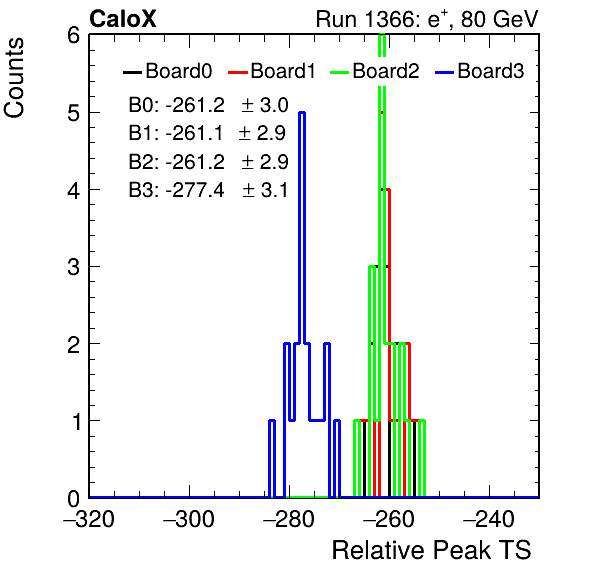 CaloX Run 1366: e⁺, 80 GeV
Counts
Board0 Board1 Board2 Board3
B0: -261.2 ± 3.0
B1: -261.1 ± 2.9
B2: -261.2 ± 2.9
B3: -277.4 ± 3.1
6
5
4
3
2
1
0
−320 −300 −280 −260 −240
Relative Peak TS